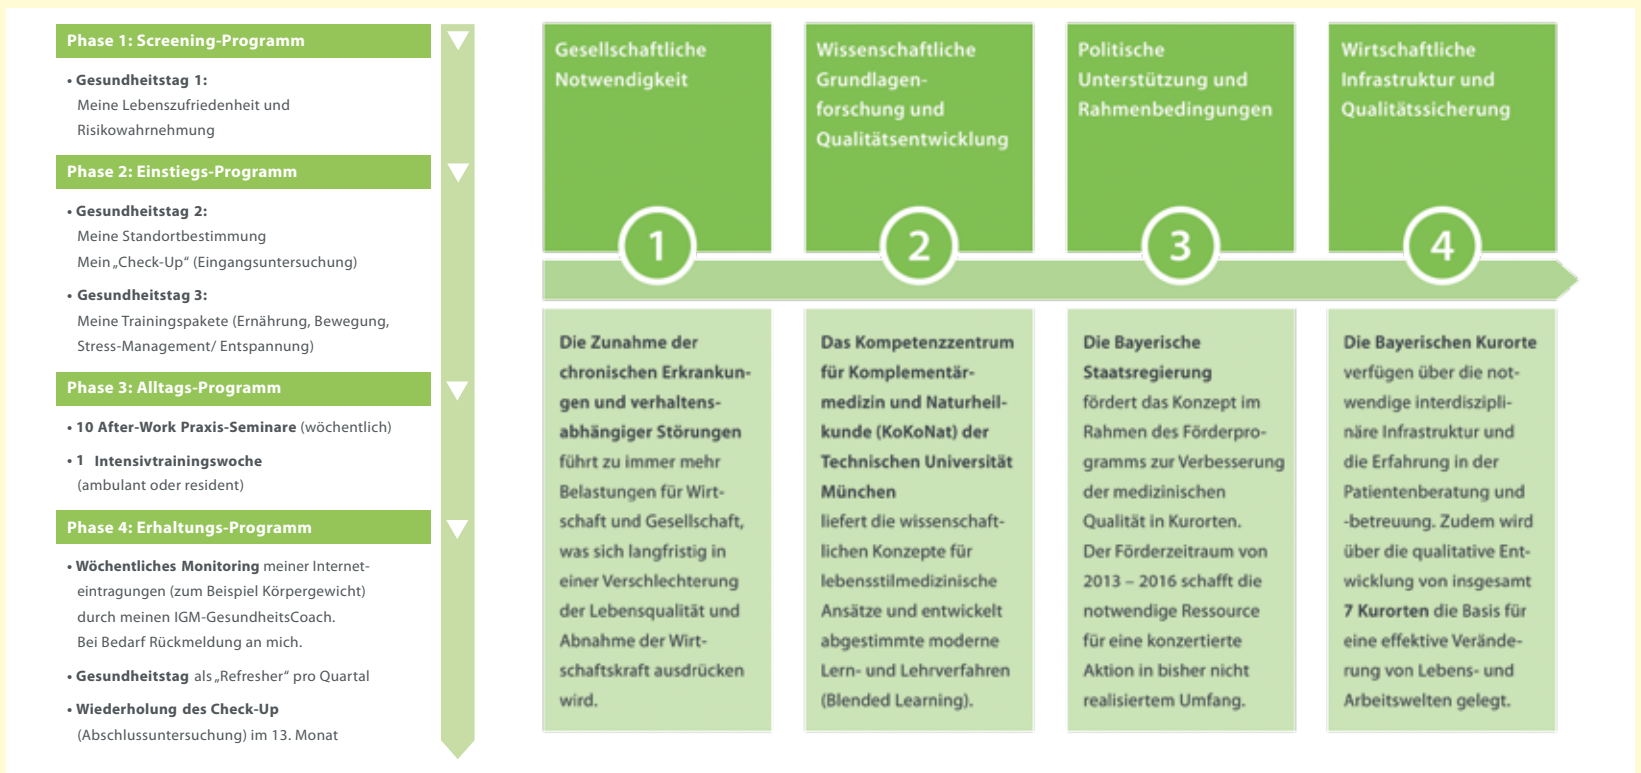 Phase 1: Screening-Programm
• Gesundheitstag 1:
Meine Lebenszufriedenheit und
Risikowahrnehmung
Phase 2: Einstiegs-Programm
• Gesundheitstag 2:
Meine Standortbestimmung
Mein „Check-Up“ (Eingangsuntersuchung)
• Gesundheitstag 3:
Meine Trainingspakete (Ernährung, Bewegung,
Stress-Management/ Entspannung)
Phase 3: Alltags-Programm
• 10 After-Work Praxis-Seminare (wöchentlich)
• 1 Intensivtrainingswoche
(ambulant oder resident)
Phase 4: Erhaltungs-Programm
• Wöchentliches Monitoring meiner Internet-
eintragungen (zum Beispiel Körpergewicht)
durch meinen IGM-GesundheitsCoach.
Bei Bedarf Rückmeldung an mich.
• Gesundheitstag als „Refresher“ pro Quartal
• Wiederholung des Check-Up
(Abschlussuntersuchung) im 13. Monat
Gesellschaftliche
Notwendigkeit
1
Die Zunahme der
chronischen Erkrankun-
gen und verhaltens-
abhängiger Störungen
führt zu immer mehr
Belastungen für Wirt-
schaft und Gesellschaft,
was sich langfristig in
einer Verschlechterung
der Lebensqualität und
Abnahme der Wirt-
schaftskraft ausdrücken
wird.
Wissenschaftliche
Grundlagen-
forschung und
Qualitätsentwicklung
2
Das Kompetenzzentrum
für Komplementär-
medizin und Naturheil-
kunde (KoKoNat) der
Technischen Universität
München
liefert die wissenschaft-
lichen Konzepte für
lebensstilmedizinische
Ansätze und entwickelt
abgestimmte moderne
Lern- und Lehrverfahren
(Blended Learning).
Politische
Unterstützung und
Rahmenbedingungen
3
Die Bayerische
Staatsregierung
fördert das Konzept im
Rahmen des Förderpro-
gramms zur Verbesserung
der medizinischen
Qualität in Kurorten.
Der Förderzeitraum von
2013 – 2016 schafft die
notwendige Ressource
für eine konzertierte
Aktion in bisher nicht
realisiertem Umfang.
Wirtschaftliche
Infrastruktur und
Qualitätssicherung
4
Die Bayerischen Kurorte
verfügen über die not-
wendige interdiszipli-
näre Infrastruktur und
die Erfahrung in der
Patientenberatung und
-betreuung. Zudem wird
über die qualitative Ent-
wicklung von insgesamt
7 Kurorten die Basis für
eine effektive Verände-
rung von Lebens- und
Arbeitswelten gelegt.